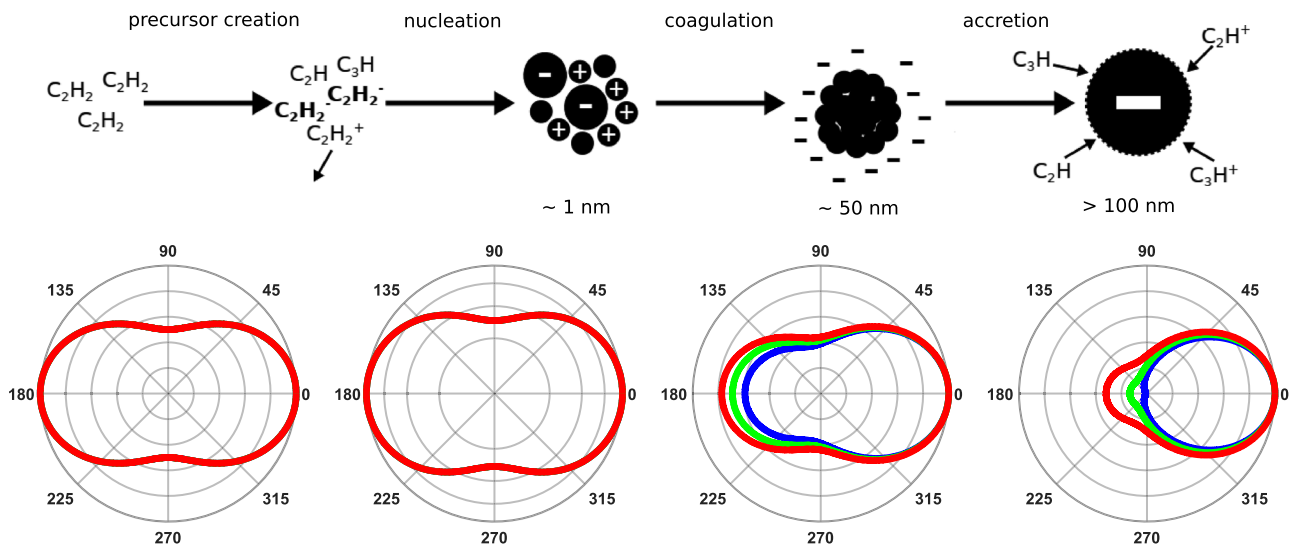 precursor creation
nucleation
coagulation
accretion
C₂H₂ C₂H₂
C₂H₂
C₂H C₃H
C₂H₂⁻
C₂H₂⁻
C₂H₂⁺
- + + - + + +
- - - - - - - - - - - -
C₃H C₂H⁺
-
C₂H C₃H⁺
~ 1 nm
~ 50 nm
> 100 nm
90
135 45
180 0
225 315
270
90
135 45
180 0
225 315
270
90
135 45
180 0
225 315
270
90
135 45
180 0
225 315
270